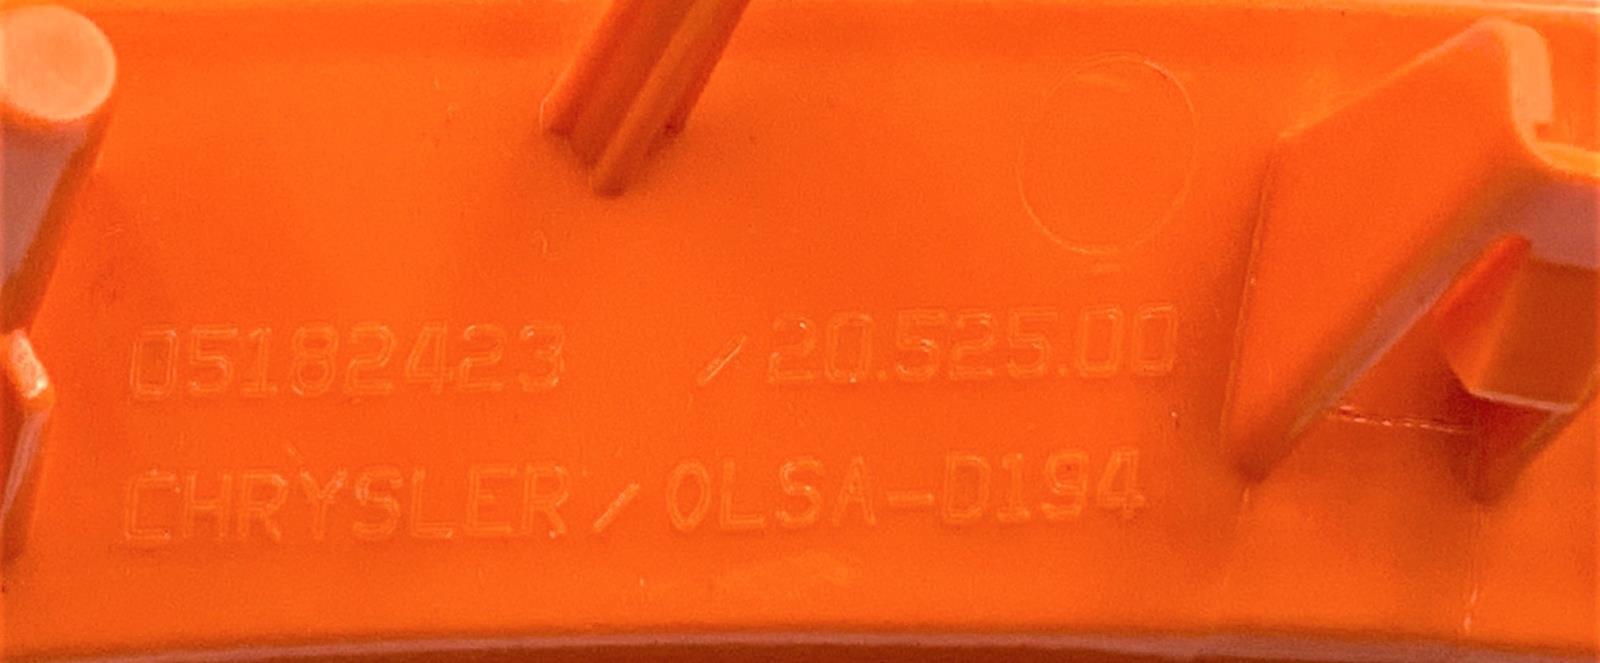 05182423 / 20.525.00
CHRYSLER / OLSA-D194